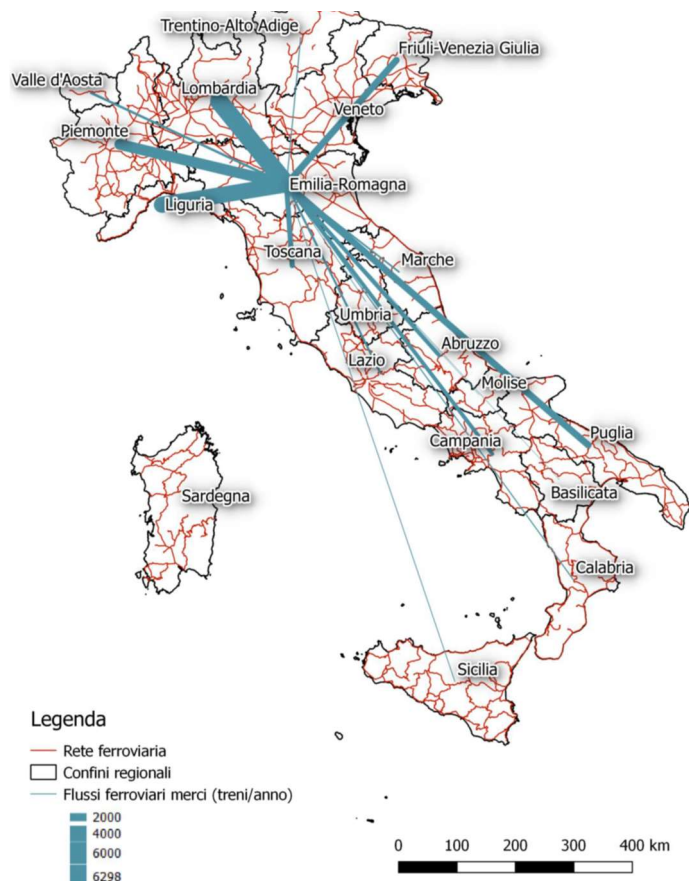 Trentino-Alto Adige
Friuli-Venezia Giulia
Valle d'Aosta
Lombardia
Veneto
Piemonte
Emilia-Romagna
Liguria
Toscana
Marche
Umbria
Abruzzo
Lazio
Molise
Campania
Puglia
Basilicata
Sardegna
Calabria
Sicilia
Legenda
Rete ferroviaria
Confini regionali
Flussi ferroviari merci (treni/anno)
2000
4000
6000
6298
0 100 200 300 400 km